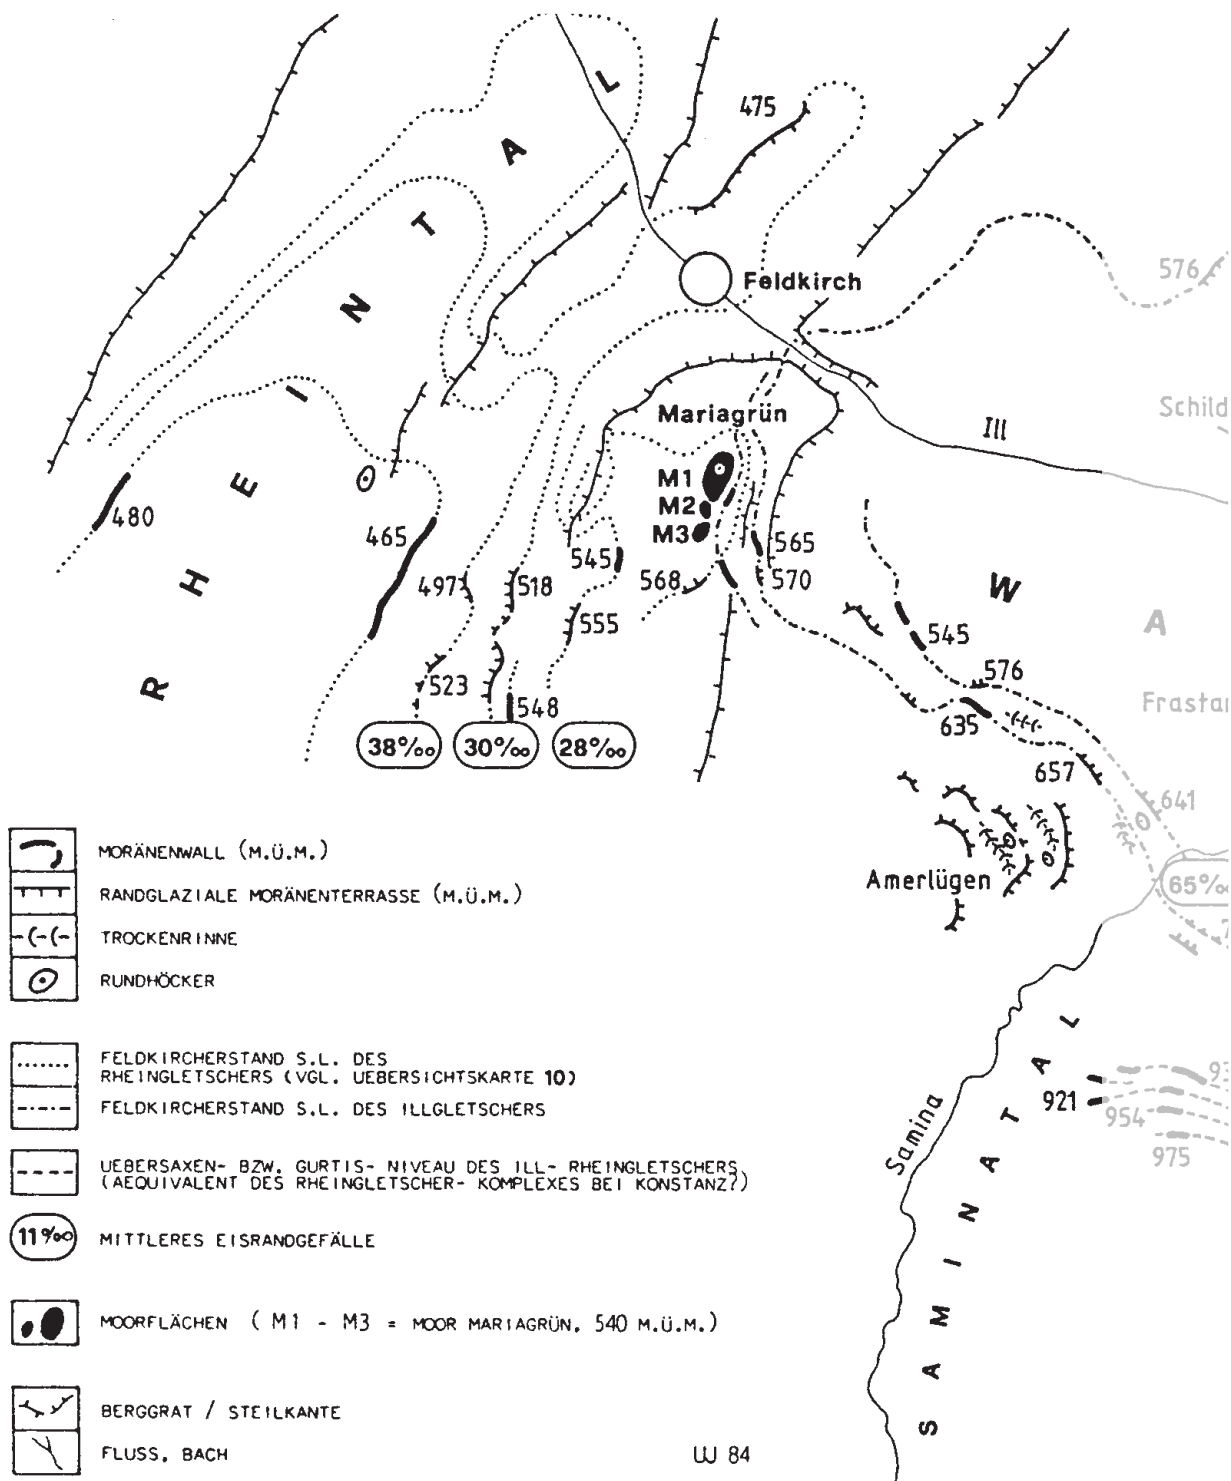 RHEINTAL
475
Feldkirch
576
Schild
Mariagrün
Ill
M1
M2
M3
480
465
545
565
497
518
568
570
W
A
555
545
576
523
548
635
Frasta
38‰
30‰
28‰
657
641
Amerlügen
65‰
MORÄNENWALL (M.Ü.M.)
RANDGLAZIALE MORÄNENTERRASSE (M.Ü.M.)
TROCKENRINNE
RUNDHÖCKER
FELDKIRCHERSTAND S.L. DES
RHEINGLETSCHERS (VGL. UEBERSICHTSKARTE 10)
FELDKIRCHERSTAND S.L. DES ILLGLETSCHERS
UEBERSAXEN- BZW. GURTIS- NIVEAU DES ILL- RHEINGLETSCHERS
(AEQUIVALENT DES RHEINGLETSCHER- KOMPLEXES BEI KONSTANZ?)
11‰ MITTLERES EISRANDGEFÄLLE
MOORFLÄCHEN ( M1 - M3 = MOOR MARIAGRÜN, 540 M.Ü.M.)
BERGGRAT / STEILKANTE
FLUSS, BACH
921
954
975
Samina
SAMINATAL
W 84